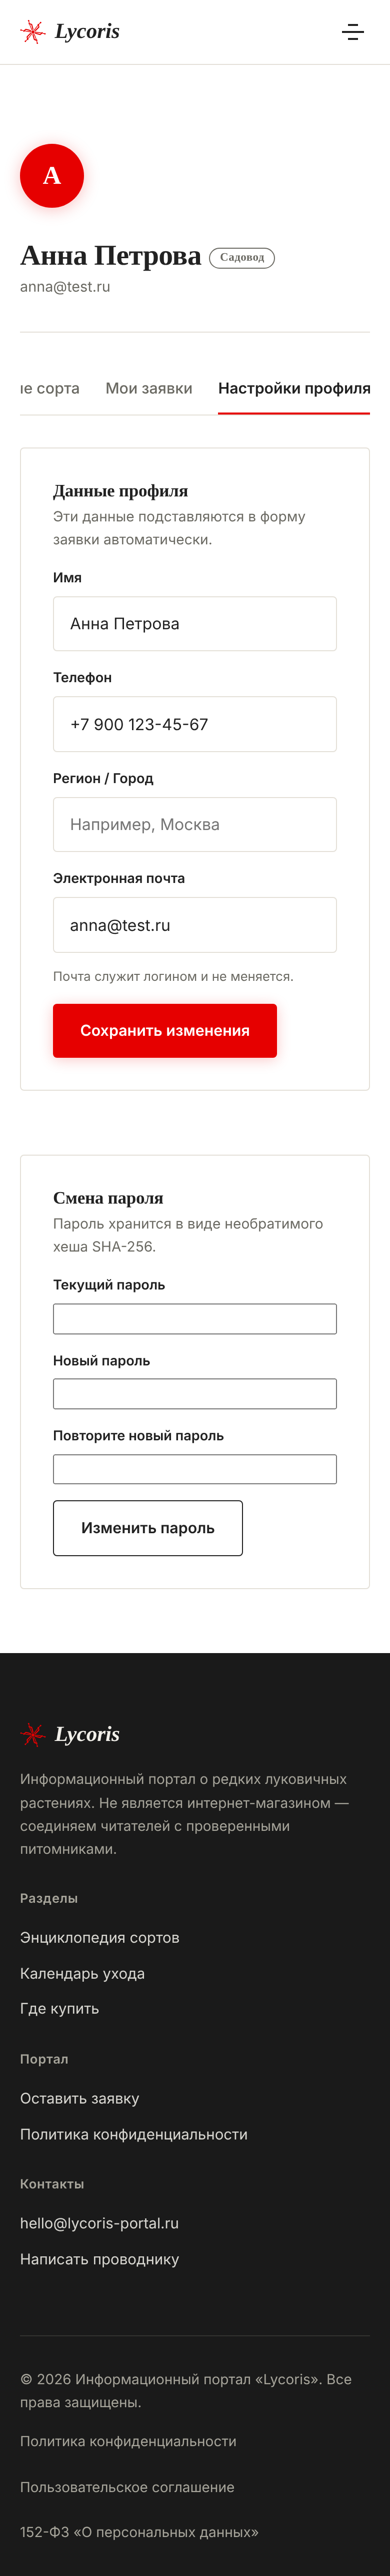 Lycoris
А
Анна Петрова Садовод
anna@test.ru
ые сорта Мои заявки Настройки профиля
Данные профиля
Эти данные подставляются в форму
заявки автоматически.
Имя
Анна Петрова
Телефон
+7 900 123-45-67
Регион / Город
Например, Москва
Электронная почта
anna@test.ru
Почта служит логином и не меняется.
Сохранить изменения
Смена пароля
Пароль хранится в виде необратимого
хеша SHA-256.
Текущий пароль
Новый пароль
Повторите новый пароль
Изменить пароль
Lycoris
Информационный портал о редких луковичных
растениях. Не является интернет-магазином —
соединяем читателей с проверенными
питомниками.
Разделы
Энциклопедия сортов
Календарь ухода
Где купить
Портал
Оставить заявку
Политика конфиденциальности
Контакты
hello@lycoris-portal.ru
Написать проводнику
© 2026 Информационный портал «Lycoris». Все
права защищены.
Политика конфиденциальности
Пользовательское соглашение
152-ФЗ «О персональных данных»